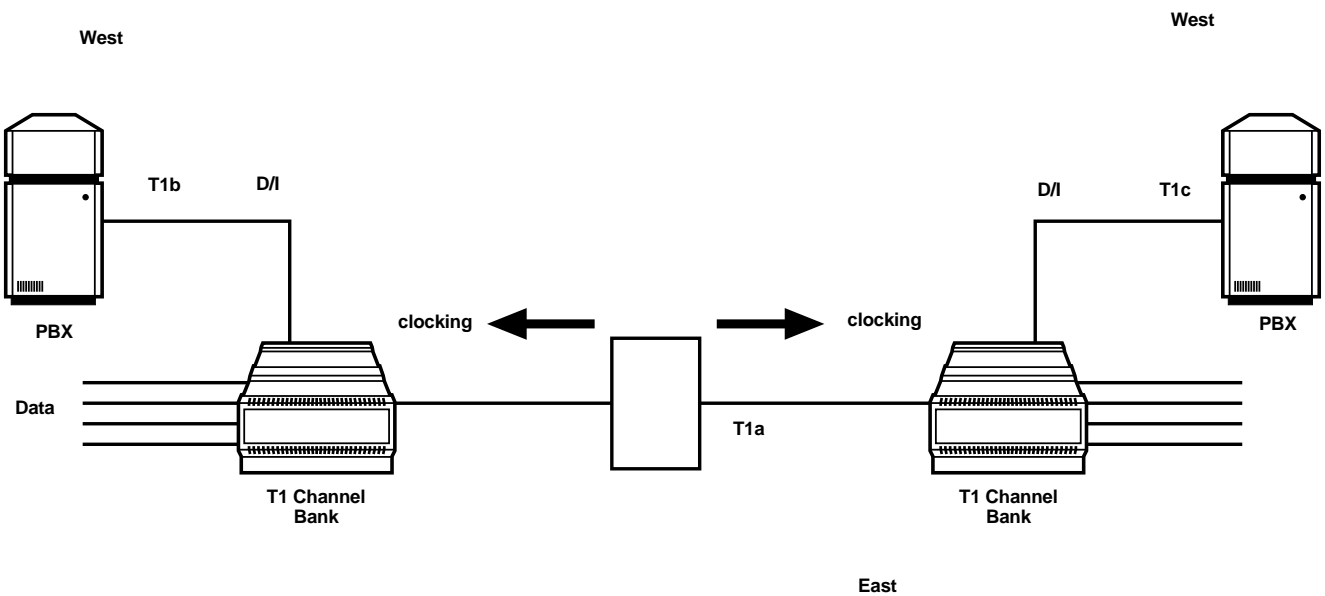 West
West
T1b
D/I
D/I
T1c
PBX
clocking
clocking
PBX
Data
T1a
T1 Channel
Bank
T1 Channel
Bank
East